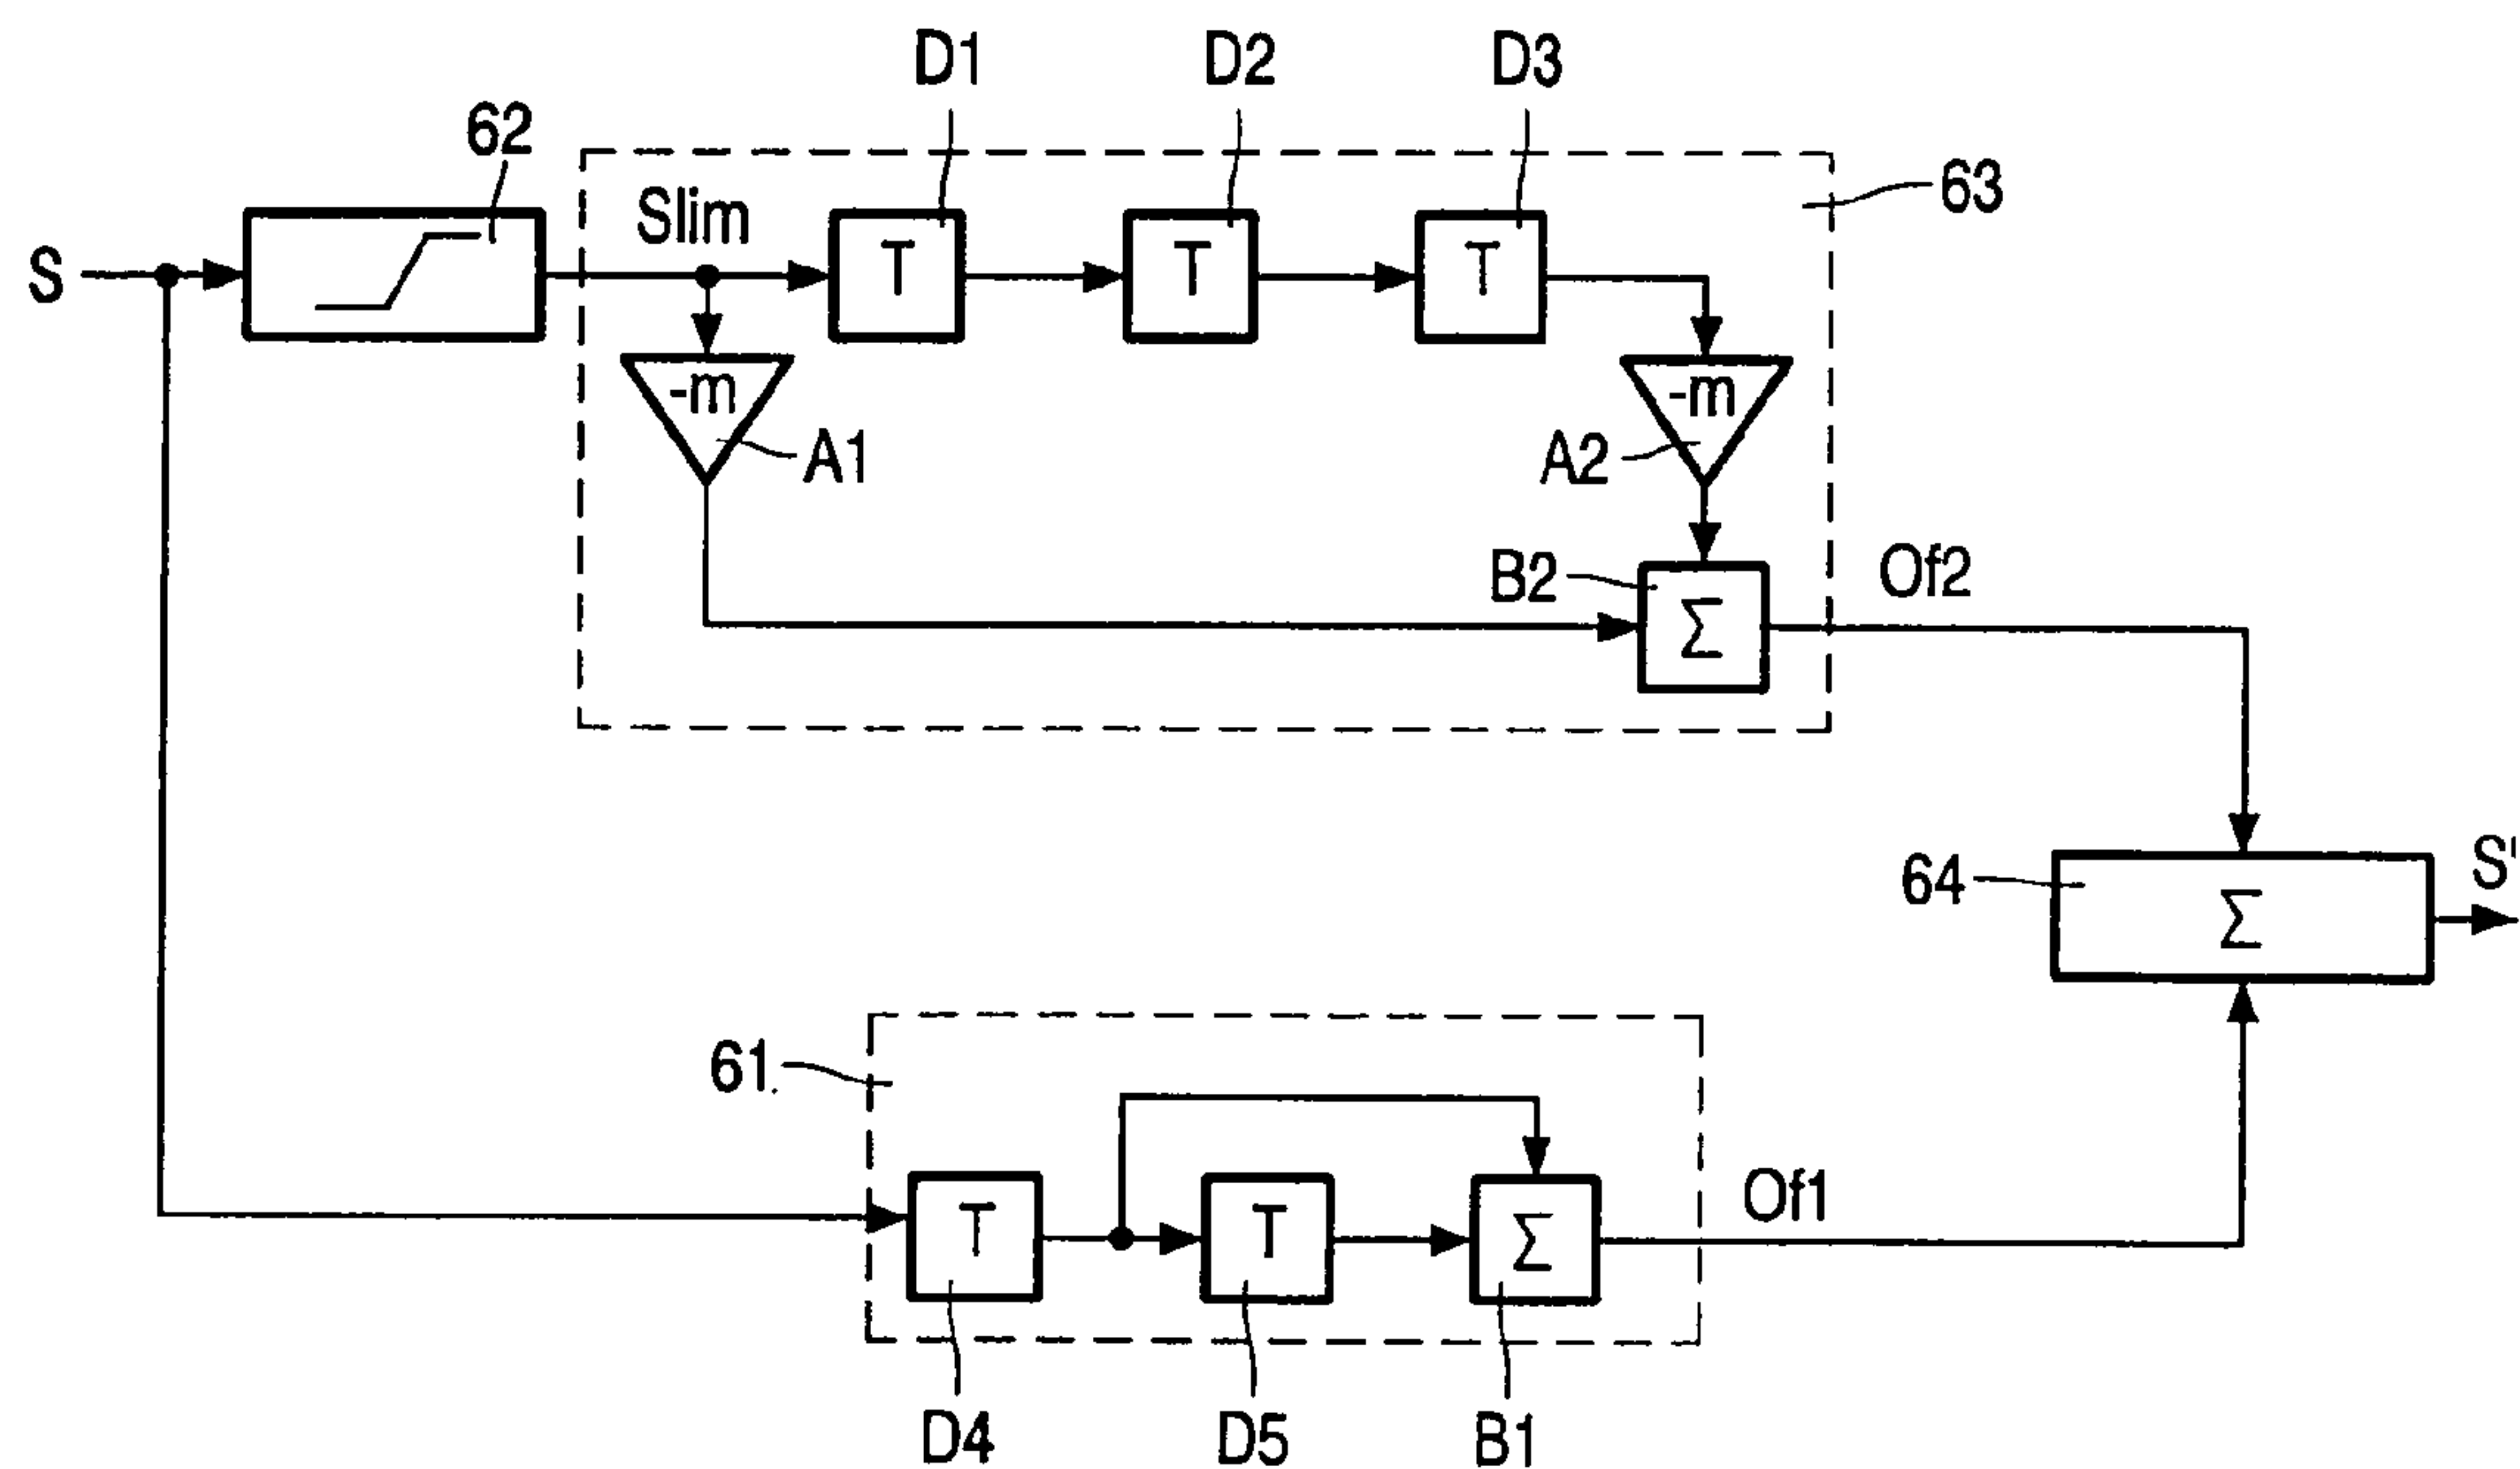 D1 D2 D3
62
Slim
63
S
T T T
-m -m
A1 A2
B2
Of2
Σ
S'
64
Σ
61.
Of1
T T Σ
D4 D5 B1